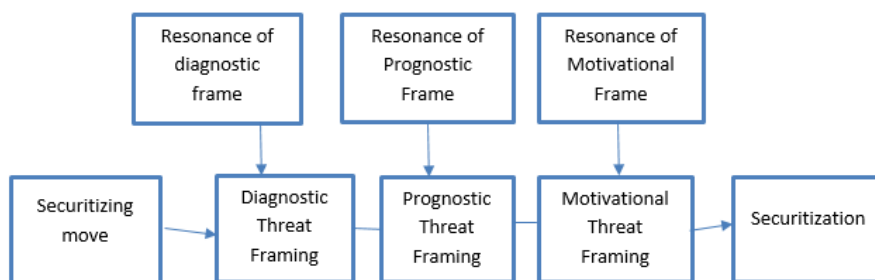 Resonance of
diagnostic
frame
Resonance of
Prognostic
Frame
Resonance of
Motivational
Frame
Securitizing
move
Diagnostic
Threat
Framing
Prognostic
Threat
Framing
Motivational
Threat
Framing
Securitization